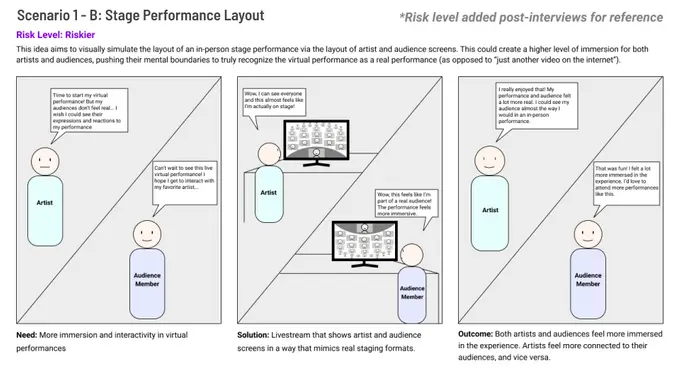 Scenario 1 - B: Stage Performance Layout
*Risk level added post-interviews for reference
Risk Level: Riskier
This idea aims to visually simulate the layout of an in-person stage performance via the layout of artist and audience screens. This could create a higher level of immersion for both
artists and audiences, pushing their mental boundaries to truly recognize the virtual performance as a real performance (as opposed to "just another video on the internet").
Time to start my virtual
performance! But my
audiences don't feel real... I
wish I could see their
expressions and reactions to
my performance
Artist
Can't wait to see this live
virtual performance! I
hope I get to interact with
my favorite artist...
Audience
Member
Need: More immersion and interactivity in virtual
performances
Wow, I can see everyone
and this almost feels like
I'm actually on stage!
Artist
Wow, this feels like I'm
part of a real audience!
The performance feels
more immersive.
Audience
Member
Solution: Livestream that shows artist and audience
screens in a way that mimics real staging formats.
I really enjoyed that! My
performance and audience felt
a lot more real. I could see my
audience almost the way I
would in an in-person
performance.
Artist
That was fun! I felt a lot
more immersed in the
experience. I'd love to
attend more performances
like this.
Audience
Member
Outcome: Both artists and audiences feel more immersed
in the experience. Artists feel more connected to their
audiences, and vice versa.